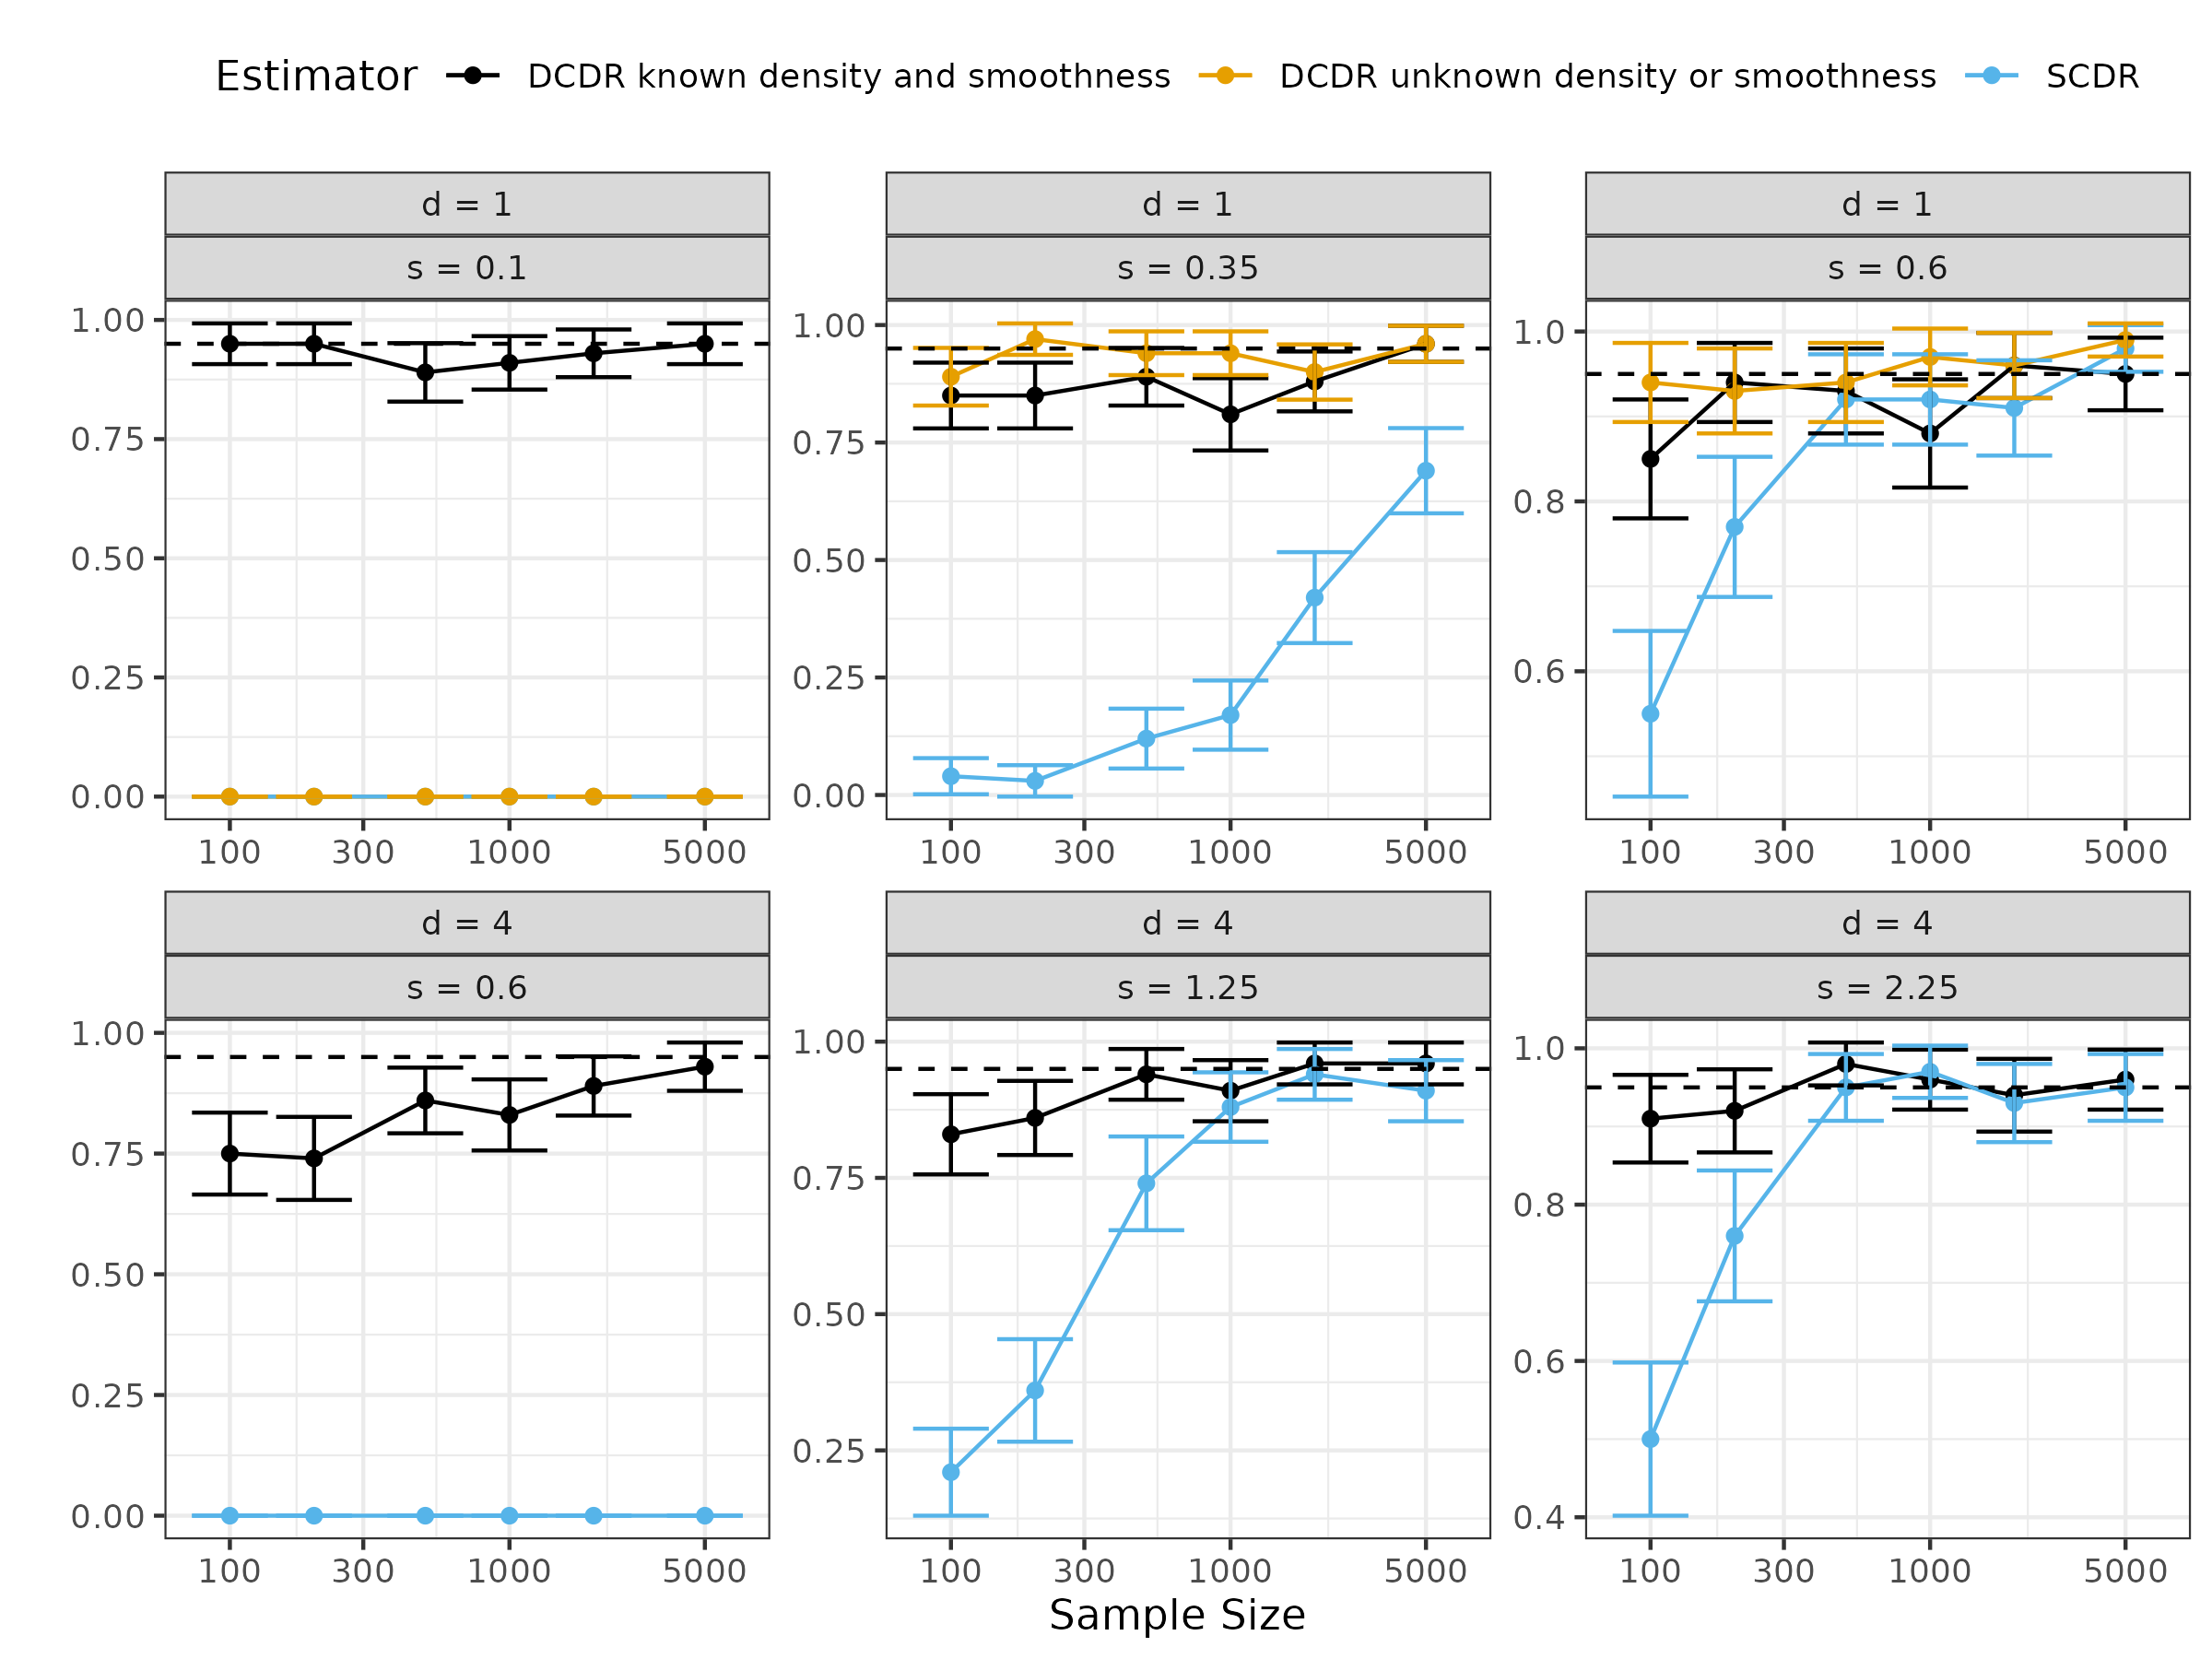 Estimator DCDR known density and smoothness DCDR unknown density or smoothness SCDR
d = 1 d = 1 d = 1
s = 0.1 s = 0.35 s = 0.6
1.00
0.75
0.50
0.25
0.00
100 300 1000 5000
1.00
0.75
0.50
0.25
0.00
100 300 1000 5000
1.0
0.8
0.6
100 300 1000 5000
d = 4 d = 4 d = 4
s = 0.6 s = 1.25 s = 2.25
1.00
0.75
0.50
0.25
0.00
100 300 1000 5000
1.00
0.75
0.50
0.25
100 300 1000 5000
1.0
0.8
0.6
0.4
100 300 1000 5000
Sample Size